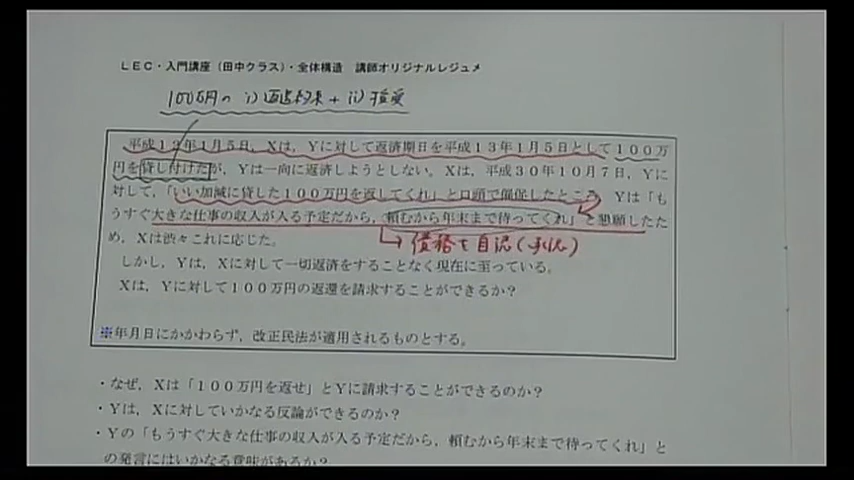 LEC・入門講座（田中クラス）・全体構造　講師オリジナルレジュメ
100万円の i) 返還約束 + ii) 授受
平成12年1月5日，Xは，Yに対して返済期日を平成13年1月5日として100万
円を貸し付けたが，Yは一向に返済しようとしない。Xは，平成30年10月7日，Yに
対して，「いい加減に貸した100万円を返してくれ」と口頭で催促したところ，Yは「も
うすぐ大きな仕事の収入が入る予定だから，頼むから年末まで待ってくれ」と懇願したた
め，Xは渋々これに応じた。
→債務を自認（承認）
しかし，Yは，Xに対して一切返済をすることなく現在に至っている。
Xは，Yに対して100万円の返還を請求することができるか？
※年月日にかかわらず，改正民法が適用されるものとする。
・なぜ，Xは「100万円を返せ」とYに請求することができるのか？
・Yは，Xに対していかなる反論ができるのか？
・Yの「もうすぐ大きな仕事の収入が入る予定だから，頼むから年末まで待ってくれ」と
の発言にはいかなる意味があるか？